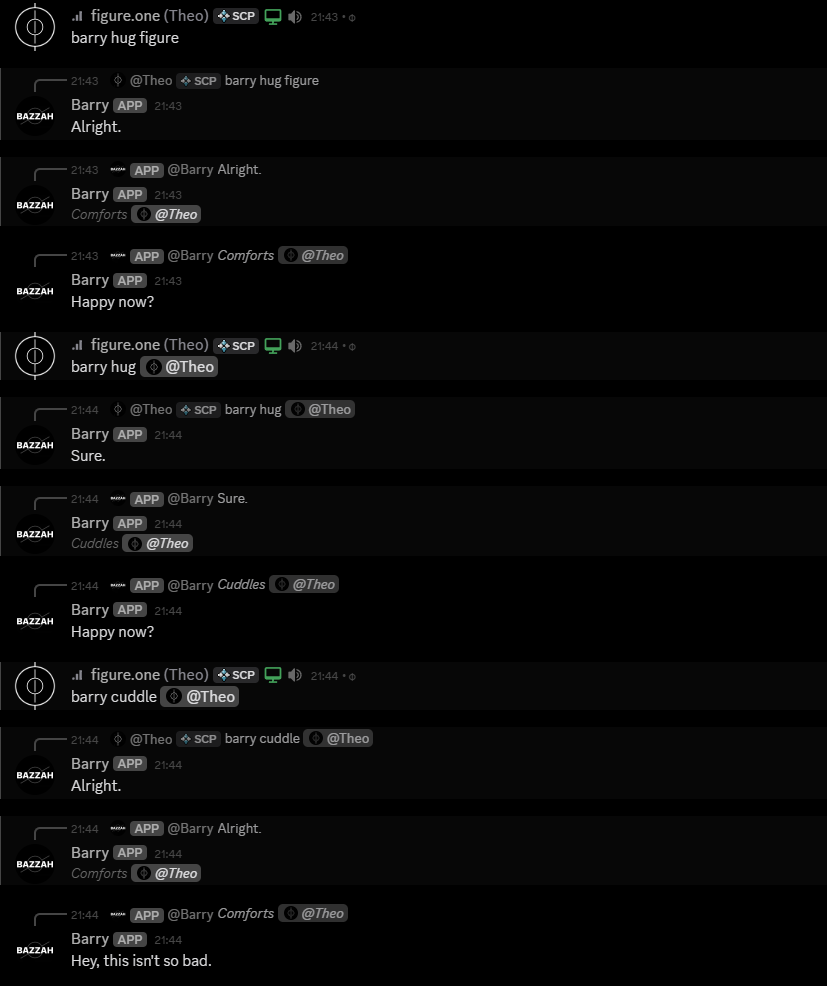 figure.one (Theo) SCP 21:43 • φ
barry hug figure
21:43 @Theo SCP barry hug figure
BAZZAH
Barry APP 21:43
Alright.
21:43 APP @Barry Alright.
BAZZAH
Barry APP 21:43
Comforts @Theo
21:43 APP @Barry Comforts @Theo
BAZZAH
Barry APP 21:43
Happy now?
figure.one (Theo) SCP 21:44 • φ
barry hug @Theo
21:44 @Theo SCP barry hug @Theo
BAZZAH
Barry APP 21:44
Sure.
21:44 APP @Barry Sure.
BAZZAH
Barry APP 21:44
Cuddles @Theo
21:44 APP @Barry Cuddles @Theo
BAZZAH
Barry APP 21:44
Happy now?
figure.one (Theo) SCP 21:44 • φ
barry cuddle @Theo
21:44 @Theo SCP barry cuddle @Theo
BAZZAH
Barry APP 21:44
Alright.
21:44 APP @Barry Alright.
BAZZAH
Barry APP 21:44
Comforts @Theo
21:44 APP @Barry Comforts @Theo
BAZZAH
Barry APP 21:44
Hey, this isn't so bad.